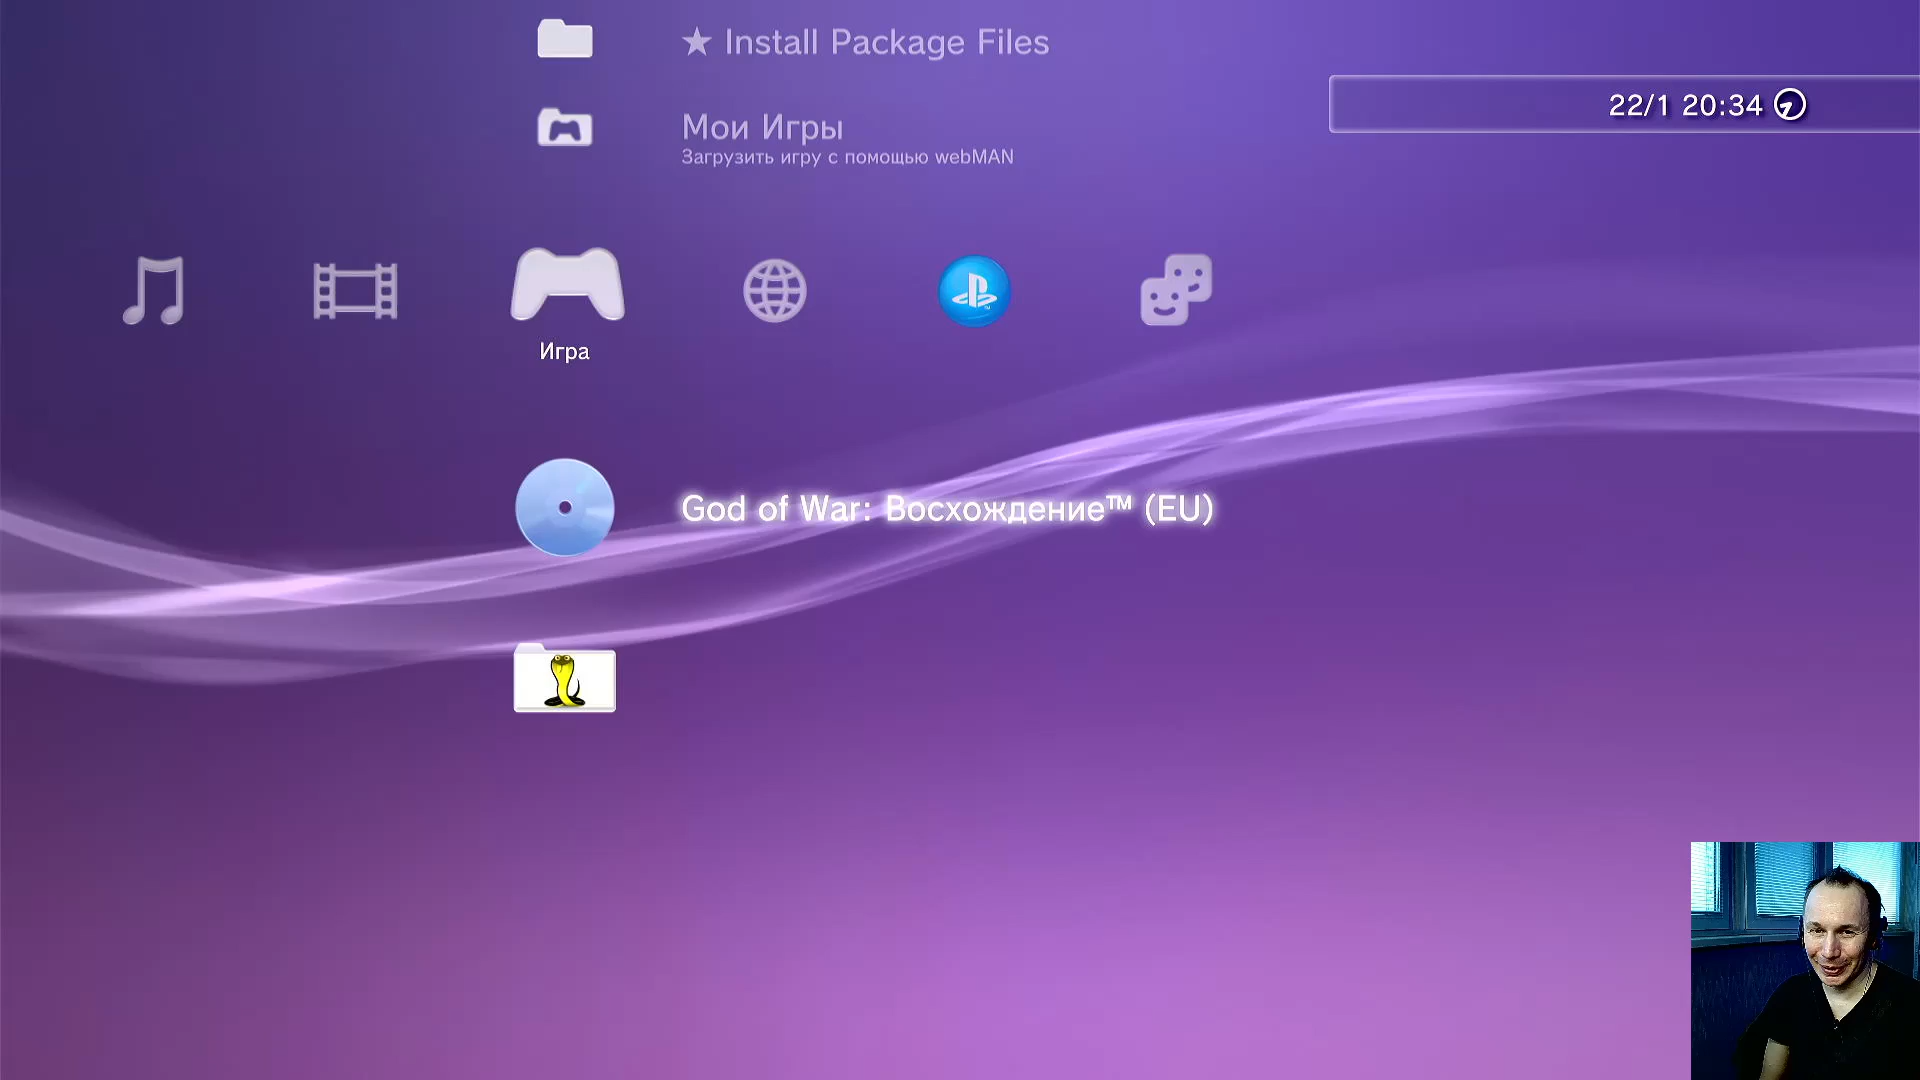 ★ Install Package Files
Мои Игры
Загрузить игру с помощью webMAN
22/1 20:34
Игра
God of War: Восхождение™ (EU)